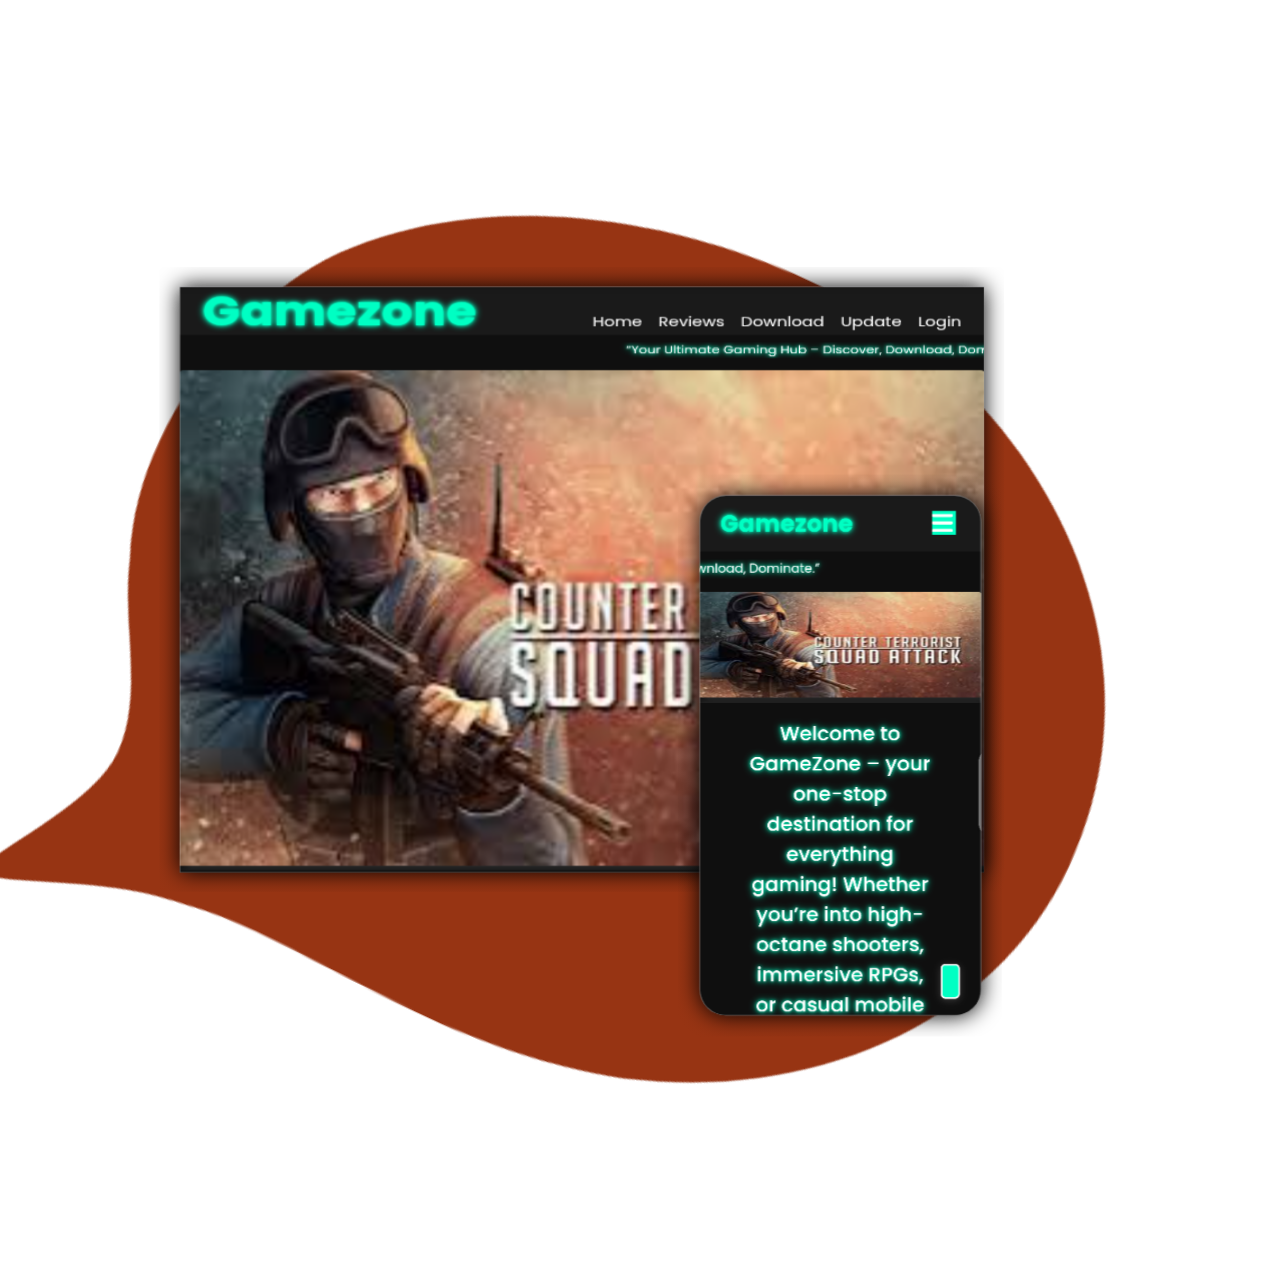 Gamezone
Home Reviews Download Update Login
“Your Ultimate Gaming Hub – Discover, Download, Dom
COUNTER
SQUAD
Gamezone
wnload, Dominate.”
COUNTER TERRORIST
SQUAD ATTACK
Welcome to
GameZone – your
one-stop
destination for
everything
gaming! Whether
you’re into high-
octane shooters,
immersive RPGs,
or casual mobile